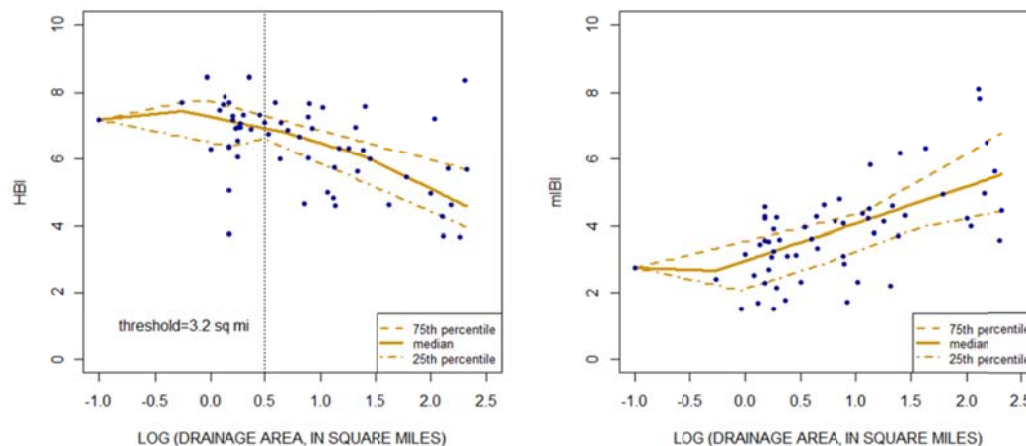 HBI
10
8
6
4
2
0
threshold=3.2 sq mi
75th percentile
median
25th percentile
-1.0 -0.5 0.0 0.5 1.0 1.5 2.0 2.5
LOG (DRAINAGE AREA, IN SQUARE MILES)
mIBI
10
8
6
4
2
0
75th percentile
median
25th percentile
-1.0 -0.5 0.0 0.5 1.0 1.5 2.0 2.5
LOG (DRAINAGE AREA, IN SQUARE MILES)